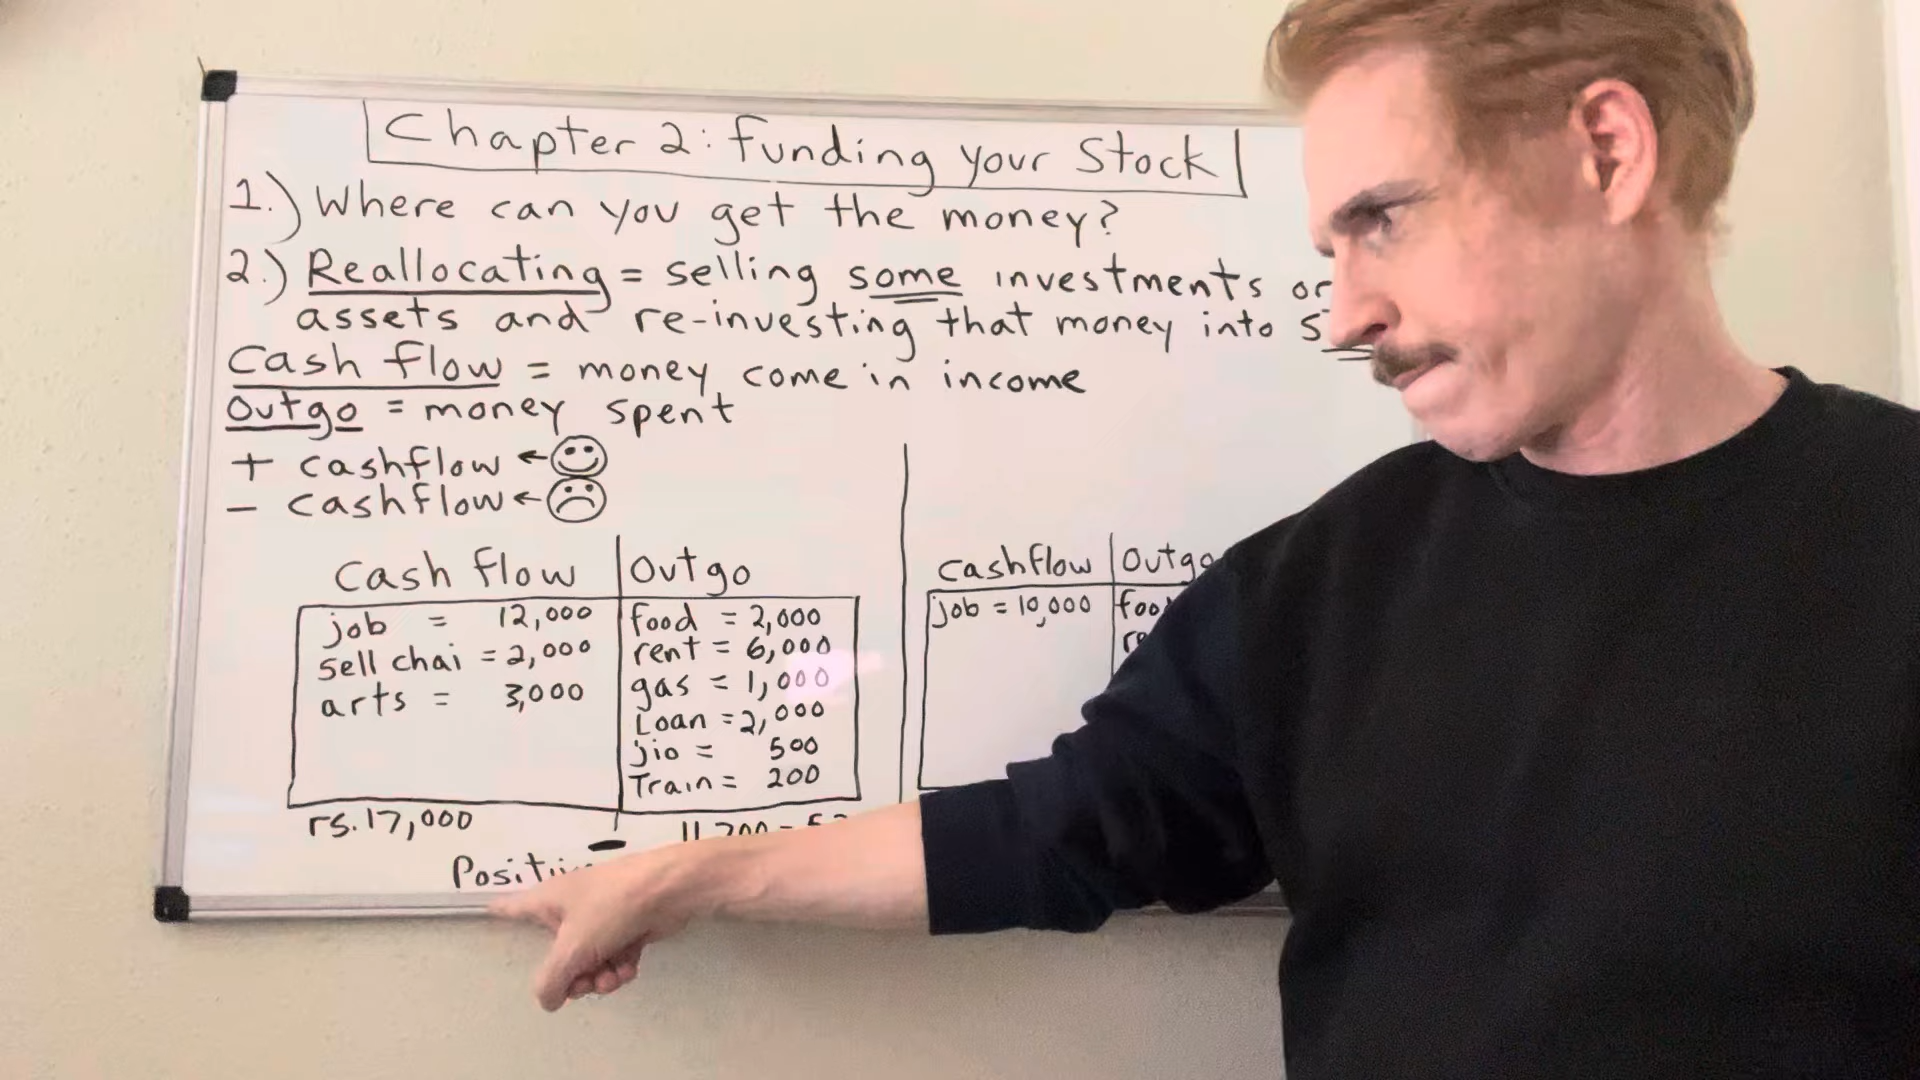 Chapter 2: Funding your Stock
1.) Where can you get the money?
2.) Reallocating = selling some investments or
assets and re-investing that money into
Cash flow = money come in income
Outgo = money spent
+ cashflow ←
- cashflow ←
Cash flow Outgo
job = 12,000 food = 2,000
sell chai = 2,000 rent = 6,000
arts = 3,000 gas = 1,000
Loan = 2,000
jio = 500
Train = 200
rs. 17,000
cashflow Outgo
job = 10,000